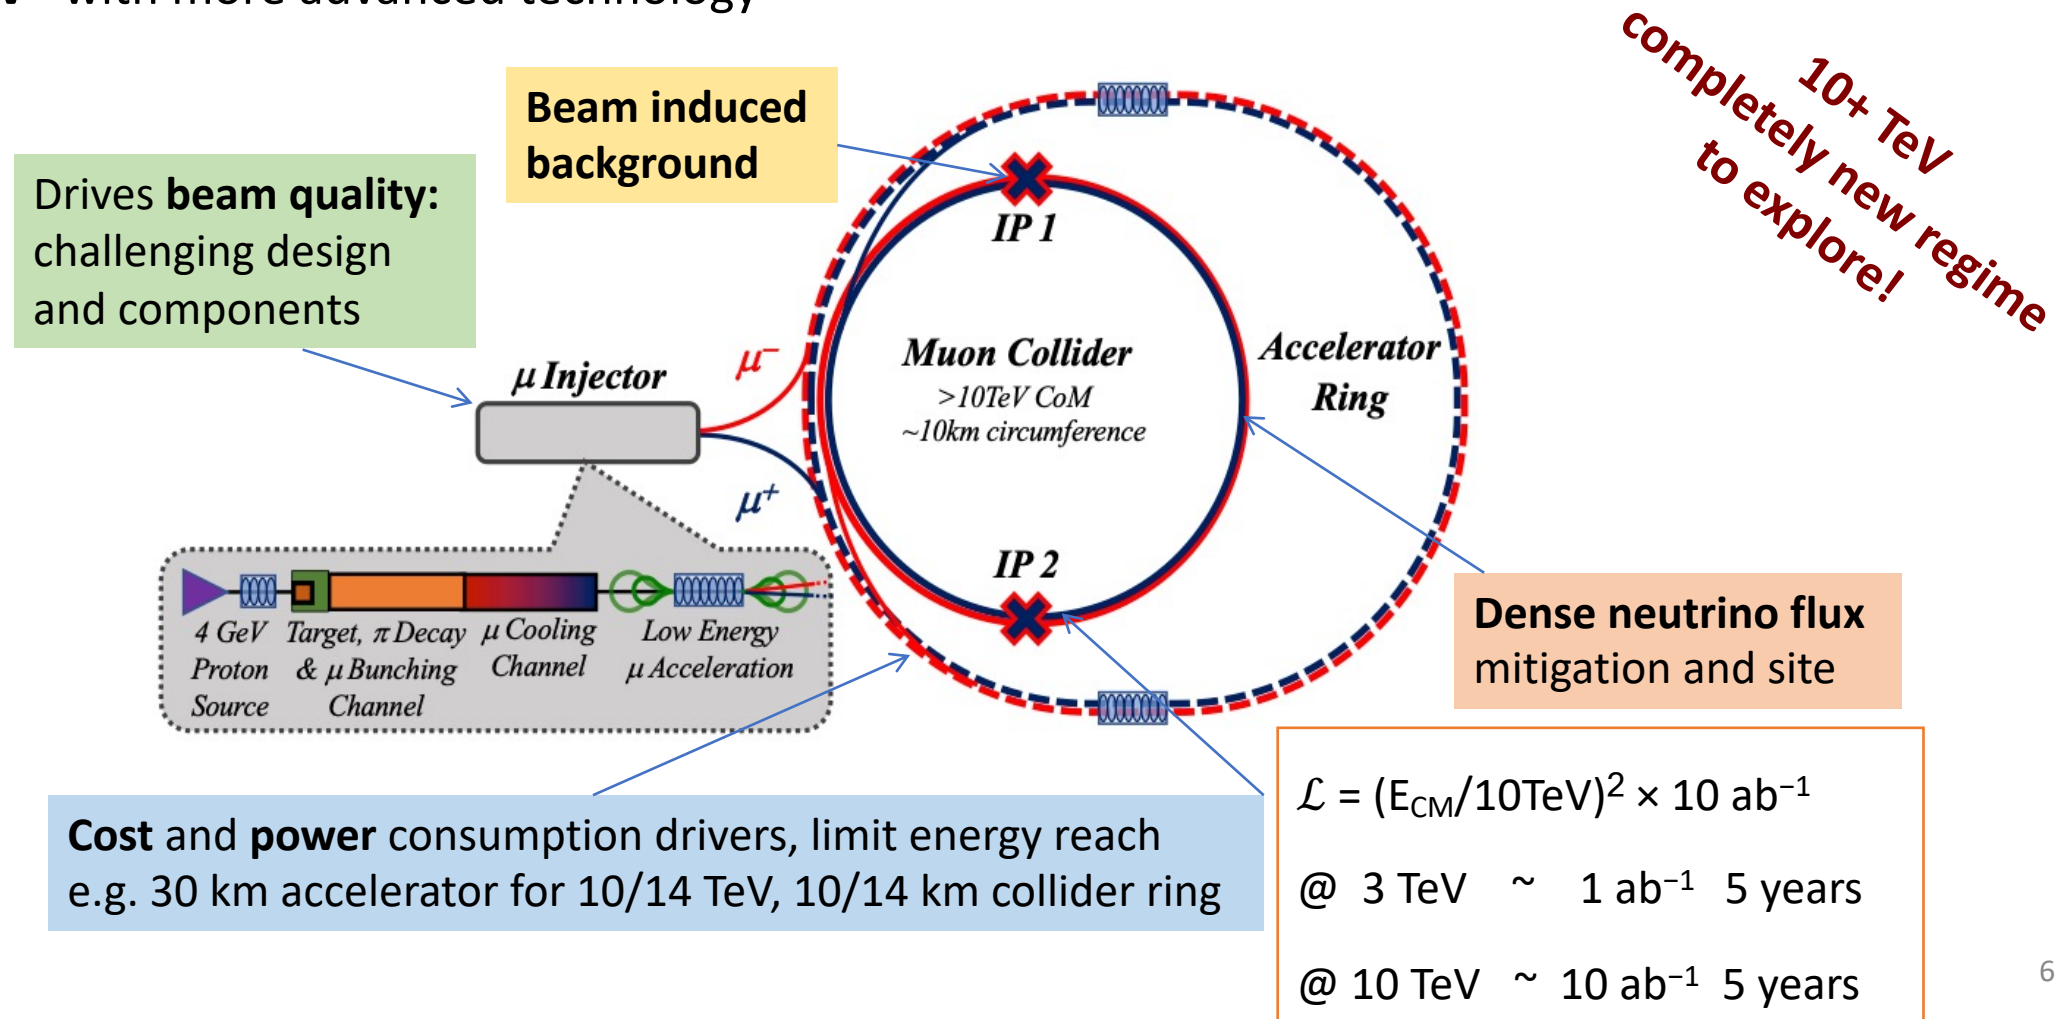 with more advanced technology
10+ TeV
completely new regime
to explore!
Beam induced
background
Drives beam quality:
challenging design
and components
IP 1
μ Injector
μ⁻
μ⁺
Muon Collider
>10TeV CoM
~10km circumference
Accelerator
Ring
IP 2
4 GeV
Proton
Source
Target, π Decay
& μ Bunching
Channel
μ Cooling
Channel
Low Energy
μ Acceleration
Dense neutrino flux
mitigation and site
Cost and power consumption drivers, limit energy reach
e.g. 30 km accelerator for 10/14 TeV, 10/14 km collider ring
ℒ = (E_CM/10TeV)² × 10 ab⁻¹
@ 3 TeV ~ 1 ab⁻¹ 5 years
@ 10 TeV ~ 10 ab⁻¹ 5 years
6